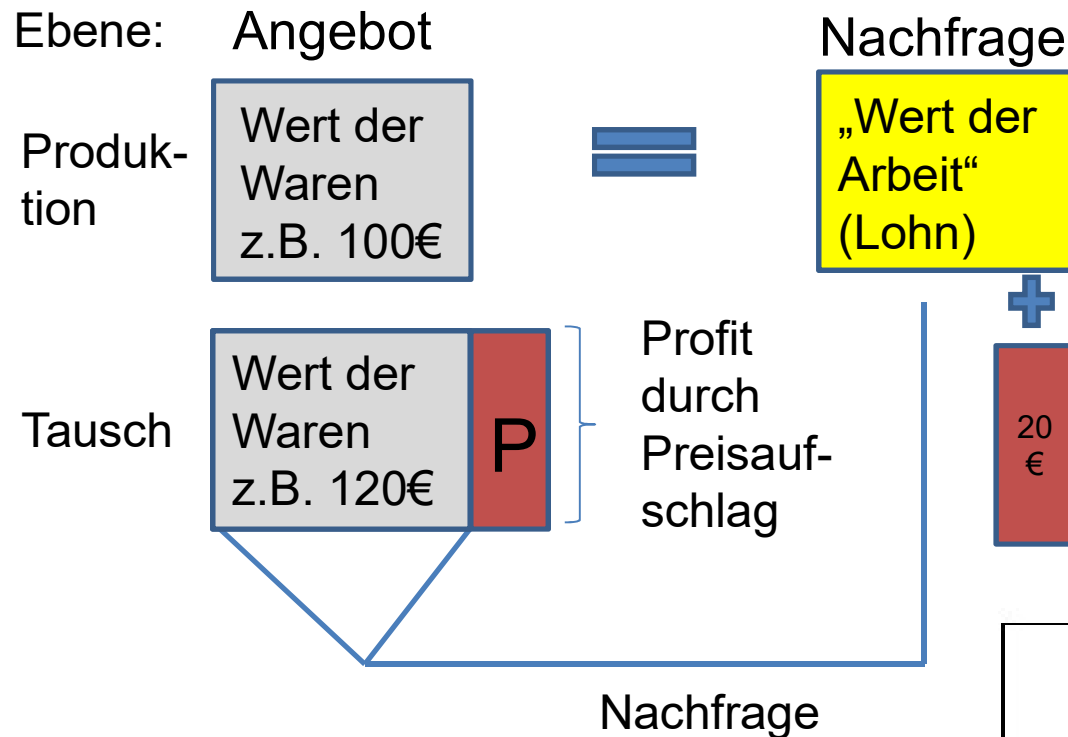 Ebene:
Angebot
Nachfrage
Produk-
tion
Wert der
Waren
z.B. 100€
„Wert der
Arbeit“
(Lohn)
Tausch
Wert der
Waren
z.B. 120€
P
Profit
durch
Preisauf-
schlag
20
€
Nachfrage